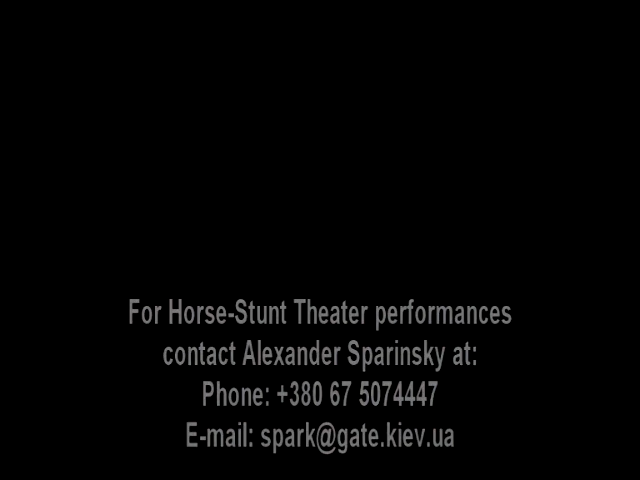 For Horse-Stunt Theater performances
contact Alexander Sparinsky at:
Phone: +380 67 5074447
E-mail: spark@gate.kiev.ua